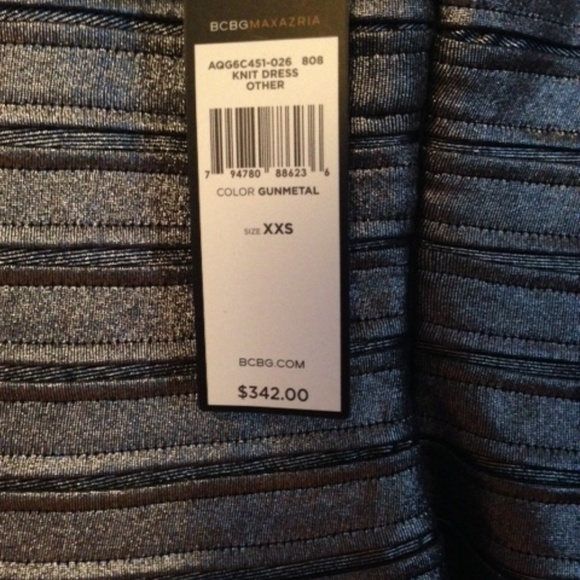 BCBGMAXAZRIA
AQG6C451-026 808
KNIT DRESS
OTHER
7 94780 88623 6
COLOR GUNMETAL
SIZE XXS
BCBG.COM
$342.00